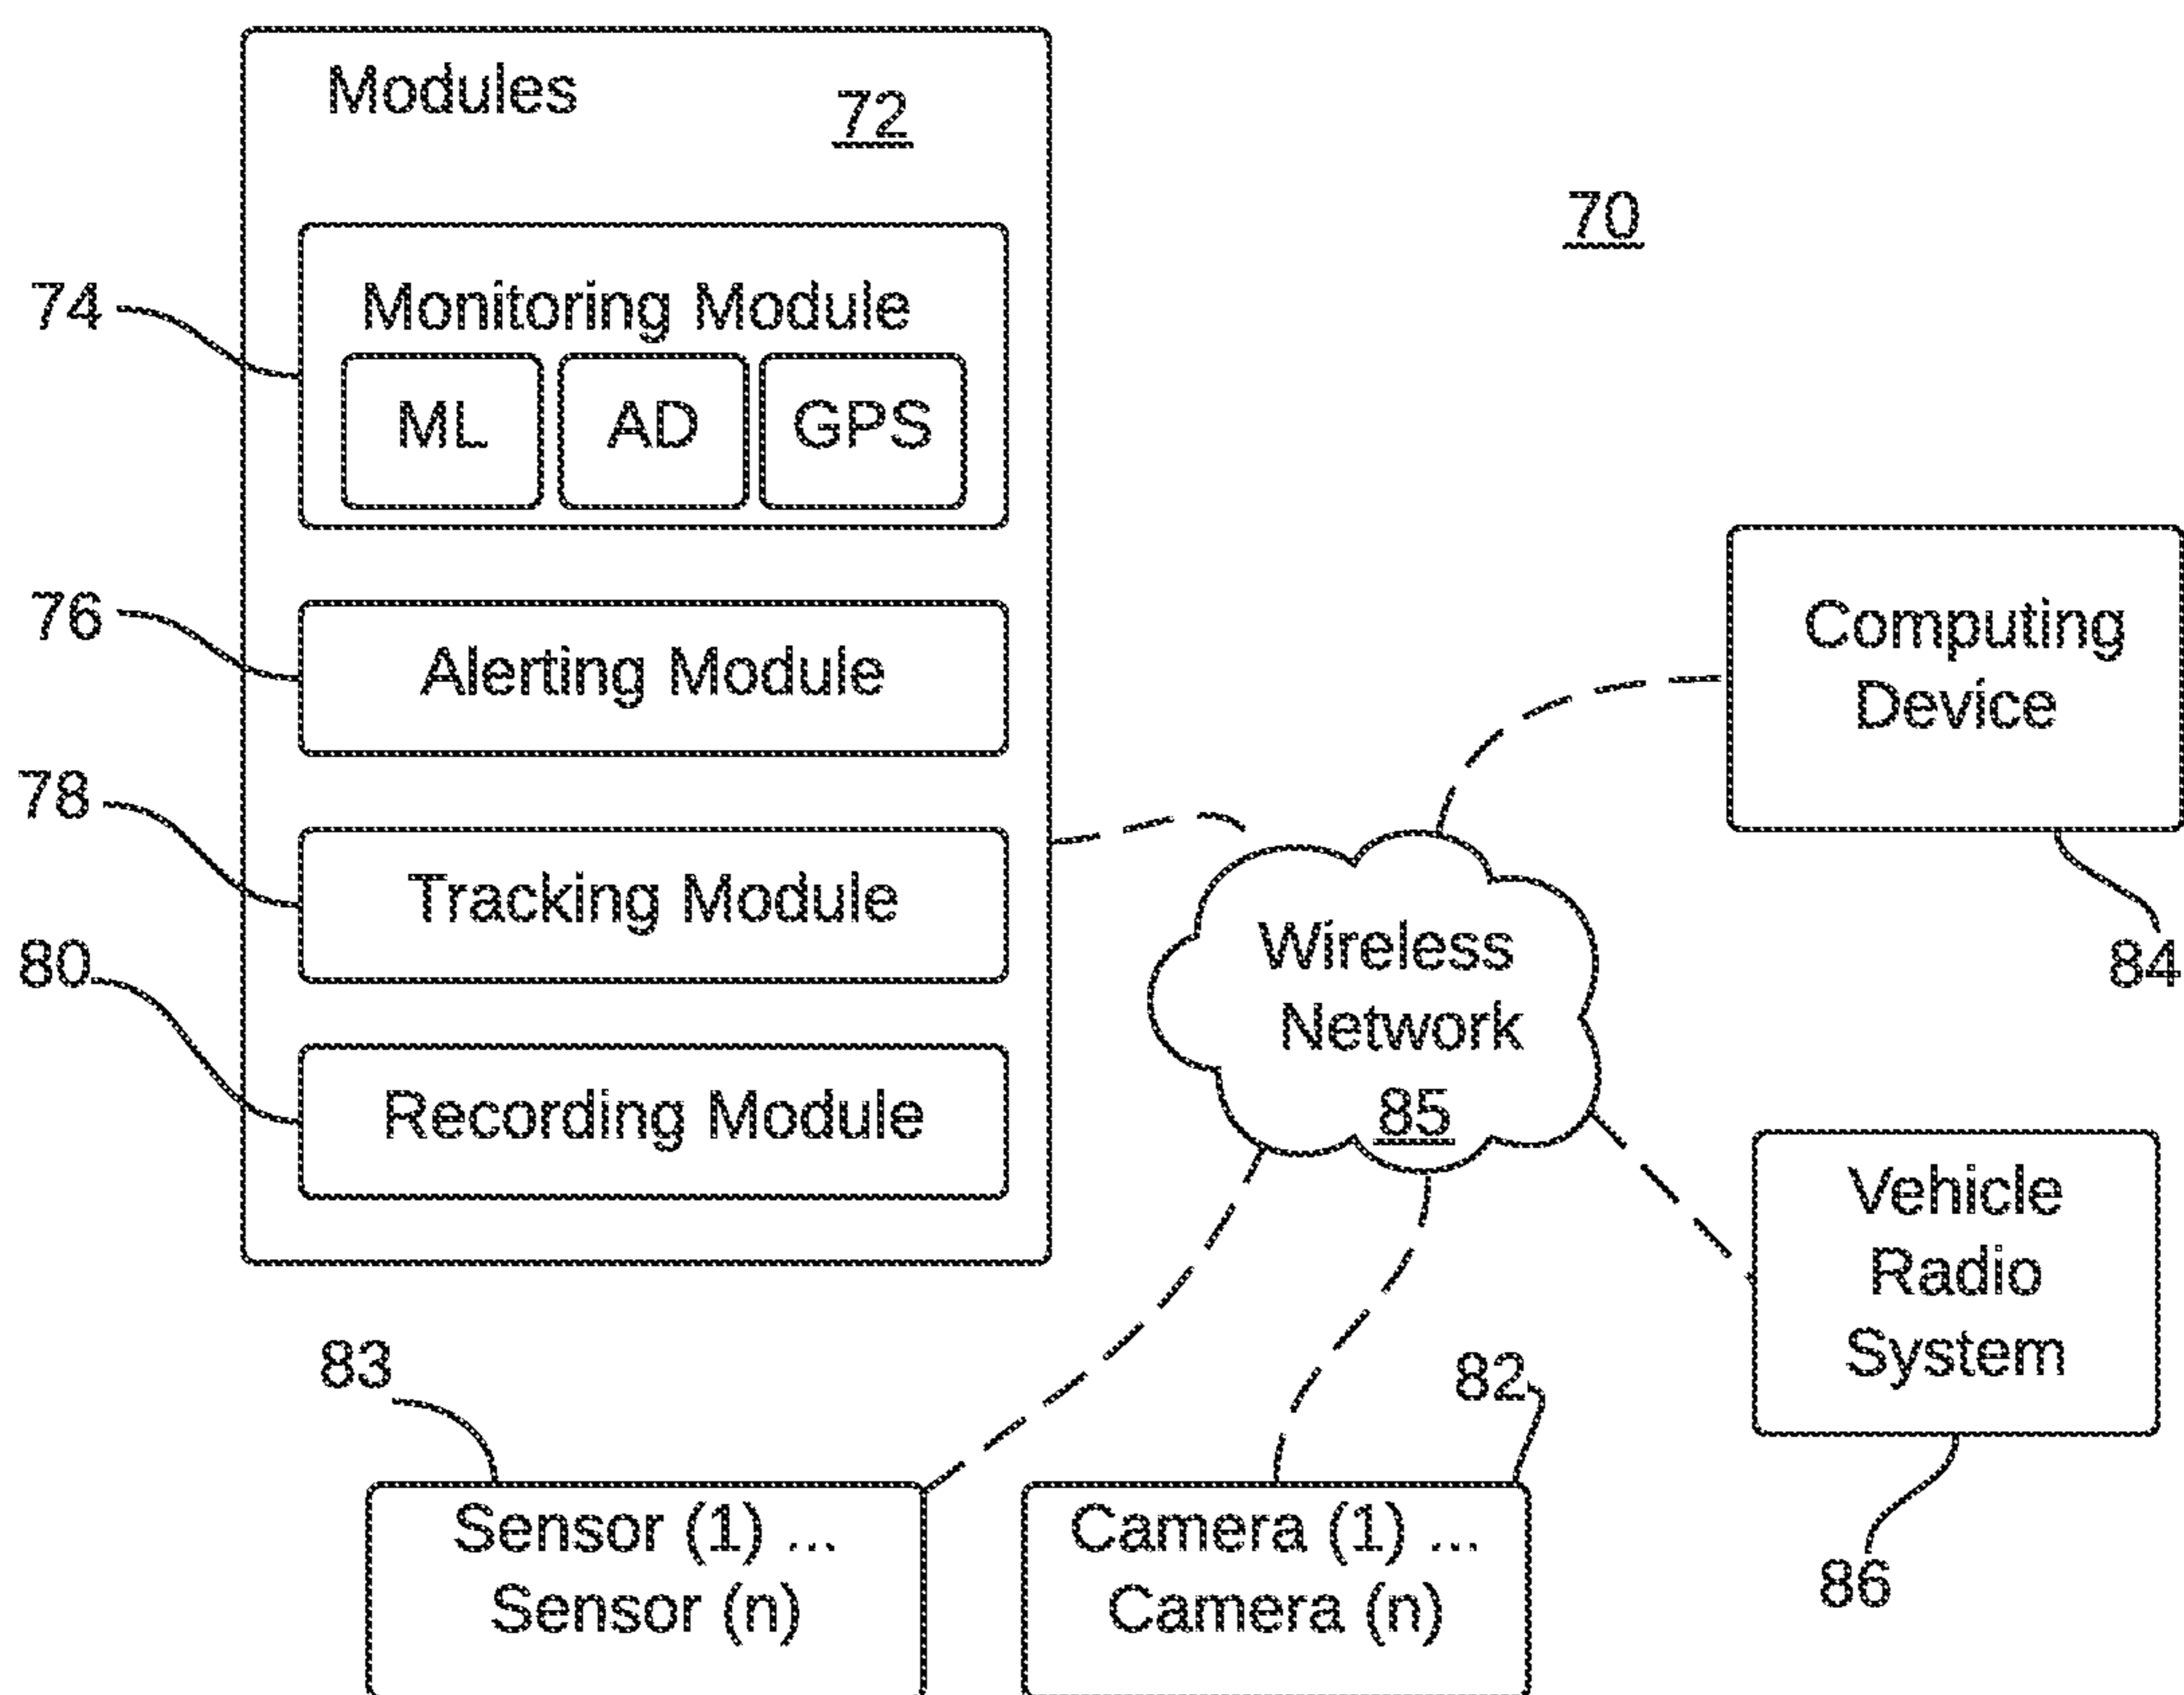 Modules
72
70
74
Monitoring Module
ML
AD
GPS
76
Alerting Module
Computing
Device
78
Tracking Module
84
80
Recording Module
Wireless
Network
85
Vehicle
Radio
System
86
83
Sensor (1) ...
Sensor (n)
82
Camera (1) ...
Camera (n)